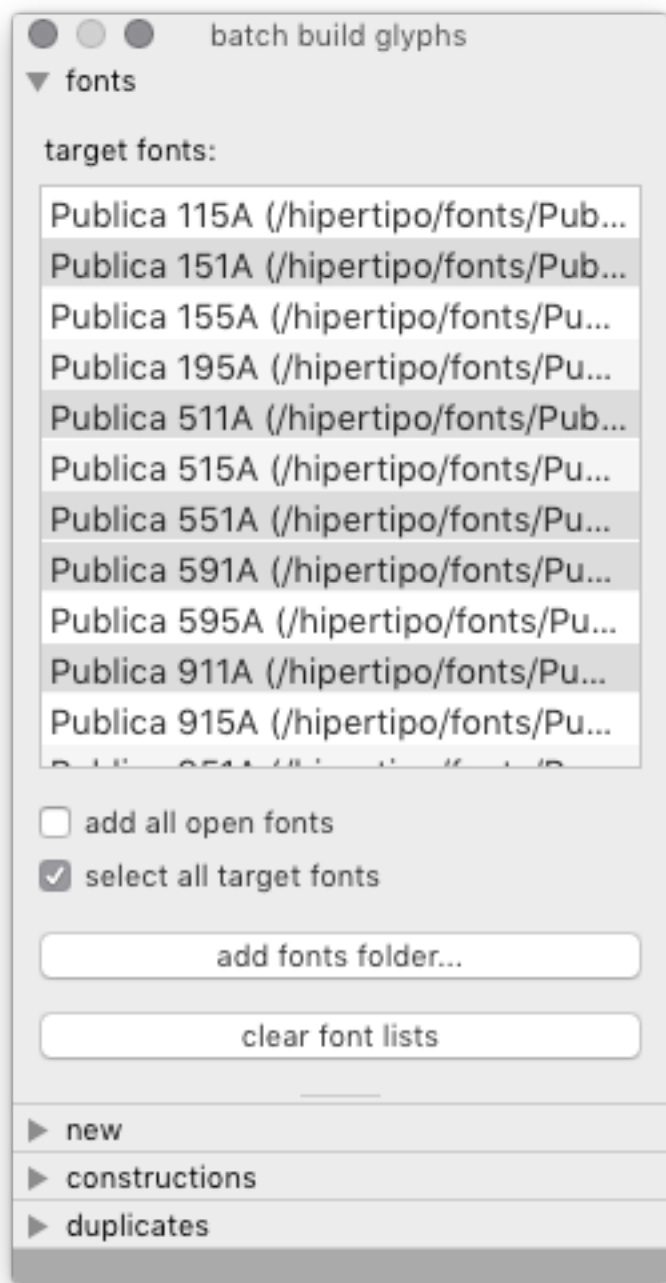 batch build glyphs
fonts
target fonts:
Publica 115A (/hipertipo/fonts/Pub...
Publica 151A (/hipertipo/fonts/Pub...
Publica 155A (/hipertipo/fonts/Pu...
Publica 195A (/hipertipo/fonts/Pu...
Publica 511A (/hipertipo/fonts/Pub...
Publica 515A (/hipertipo/fonts/Pu...
Publica 551A (/hipertipo/fonts/Pu...
Publica 591A (/hipertipo/fonts/Pu...
Publica 595A (/hipertipo/fonts/Pu...
Publica 911A (/hipertipo/fonts/Pu...
Publica 915A (/hipertipo/fonts/Pu...
add all open fonts
select all target fonts
add fonts folder...
clear font lists
new
constructions
duplicates